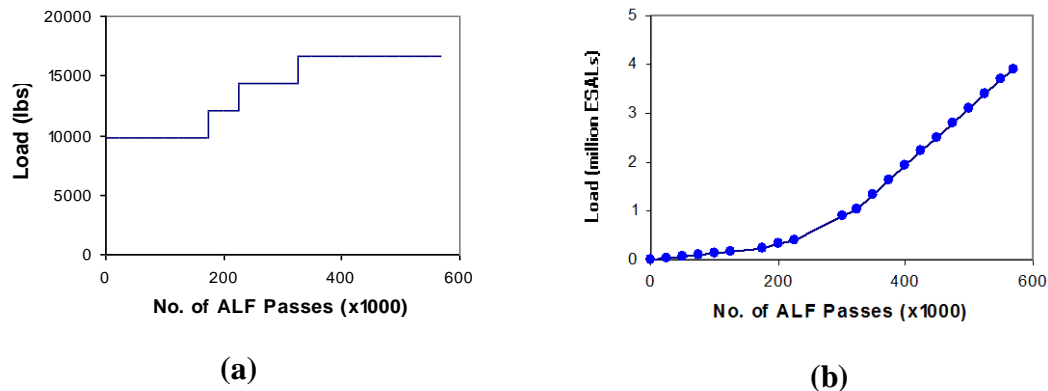 20000
15000
10000
5000
0
Load (lbs)
0 200 400 600
No. of ALF Passes (x1000)
(a)
5
4
3
2
1
0
Load (million ESALs)
0 200 400 600
No. of ALF Passes (x1000)
(b)